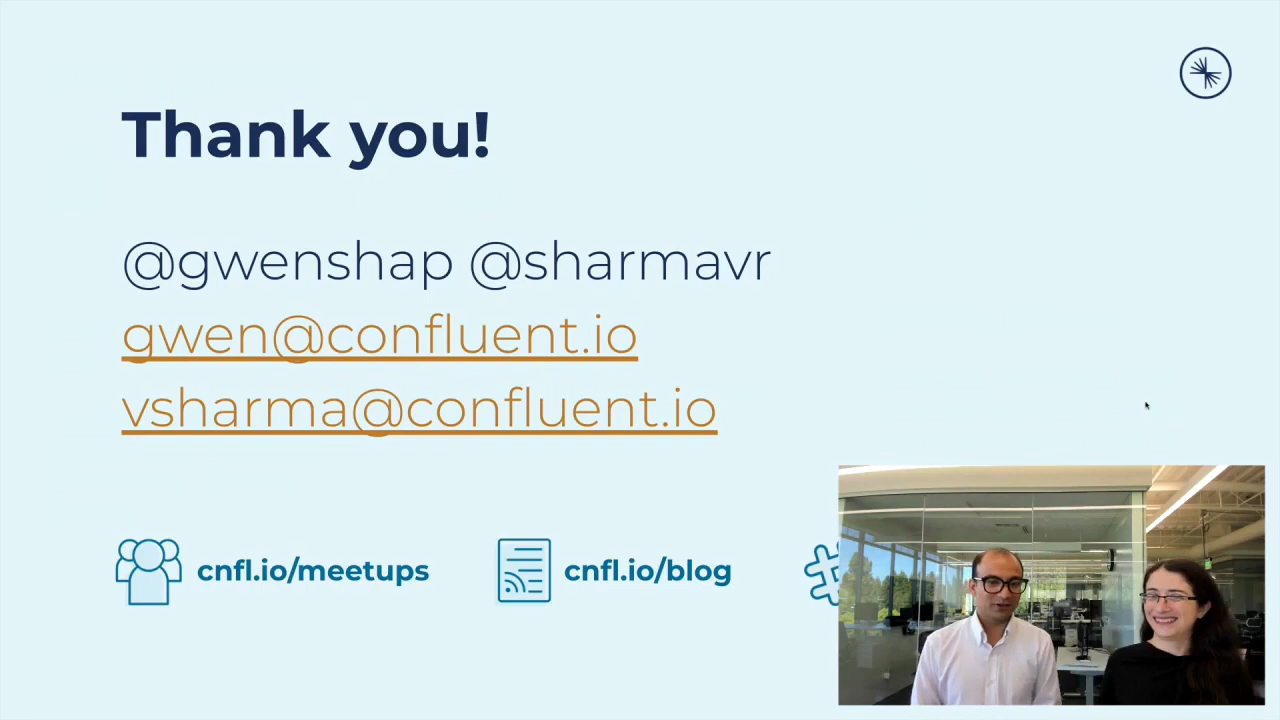 Thank you!
@gwenshap @sharmavr
gwen@confluent.io
vsharma@confluent.io
cnfl.io/meetups
cnfl.io/blog